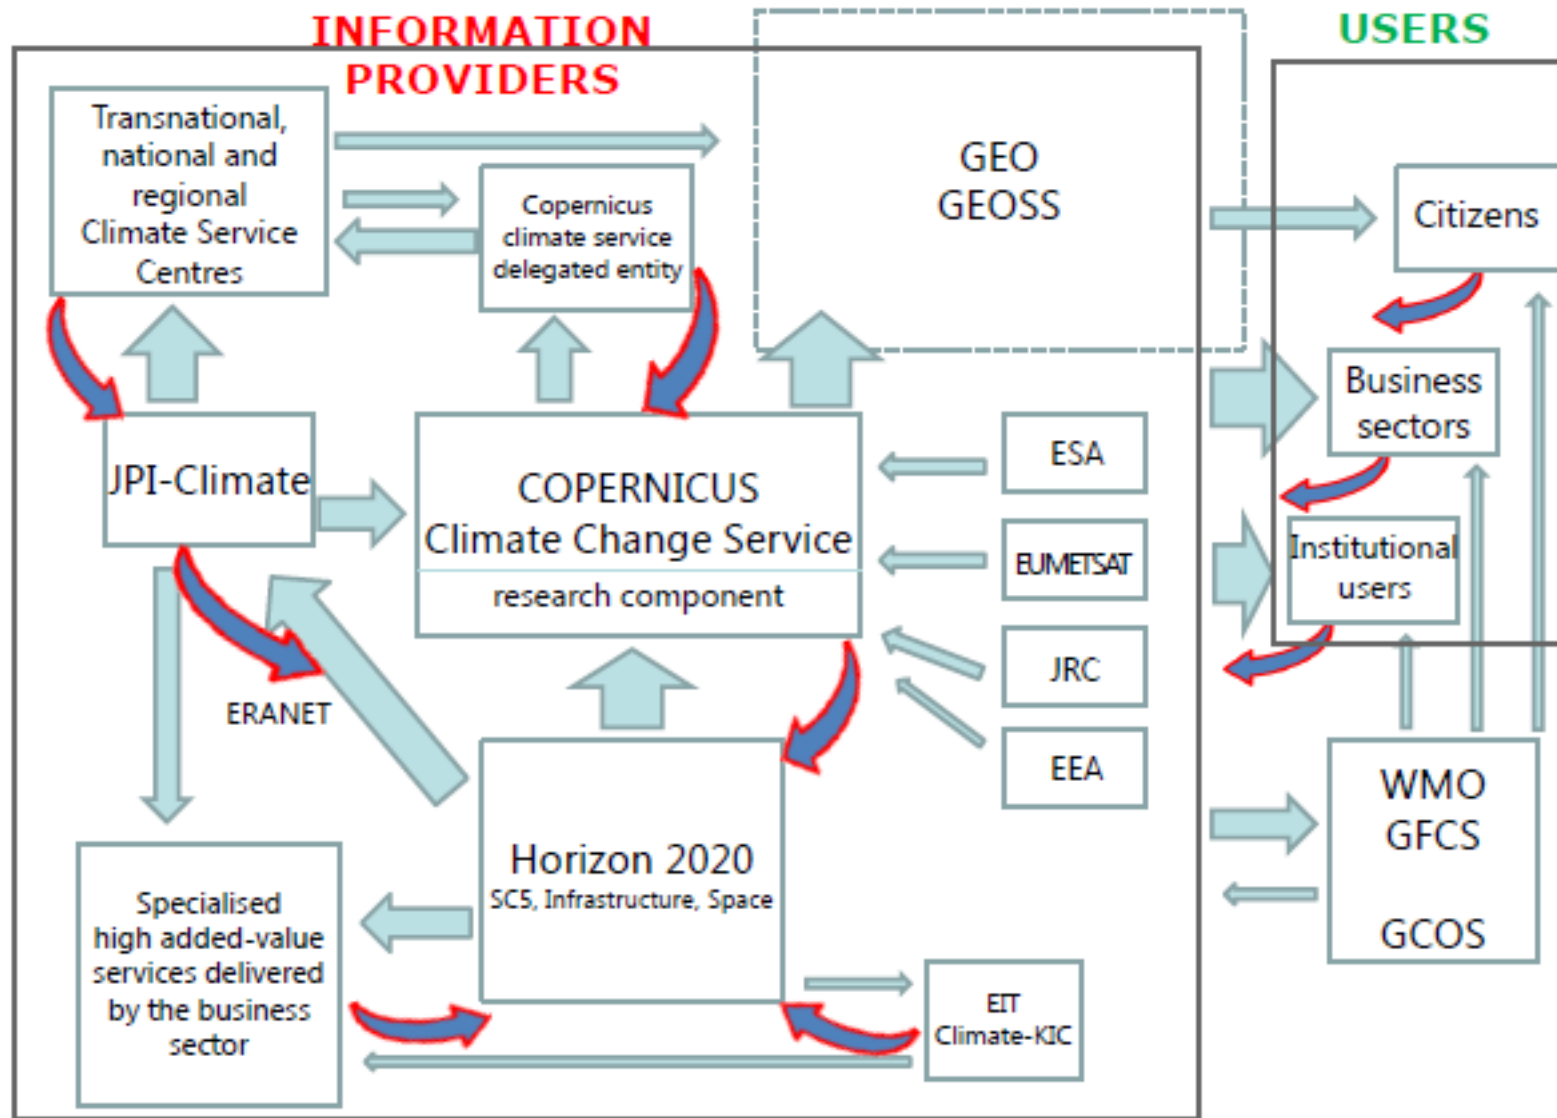 INFORMATION
PROVIDERS
USERS
Transnational,
national and
regional
Climate Service
Centres
Copernicus
climate service
delegated entity
GEO
GEOSS
Citizens
Business
sectors
Institutional
users
JPI-Climate
COPERNICUS
Climate Change Service
research component
ESA
EUMETSAT
JRC
EEA
ERANET
Horizon 2020
SC5, Infrastructure, Space
WMO
GFCS
GCOS
Specialised
high added-value
services delivered
by the business
sector
EIT
Climate-KIC